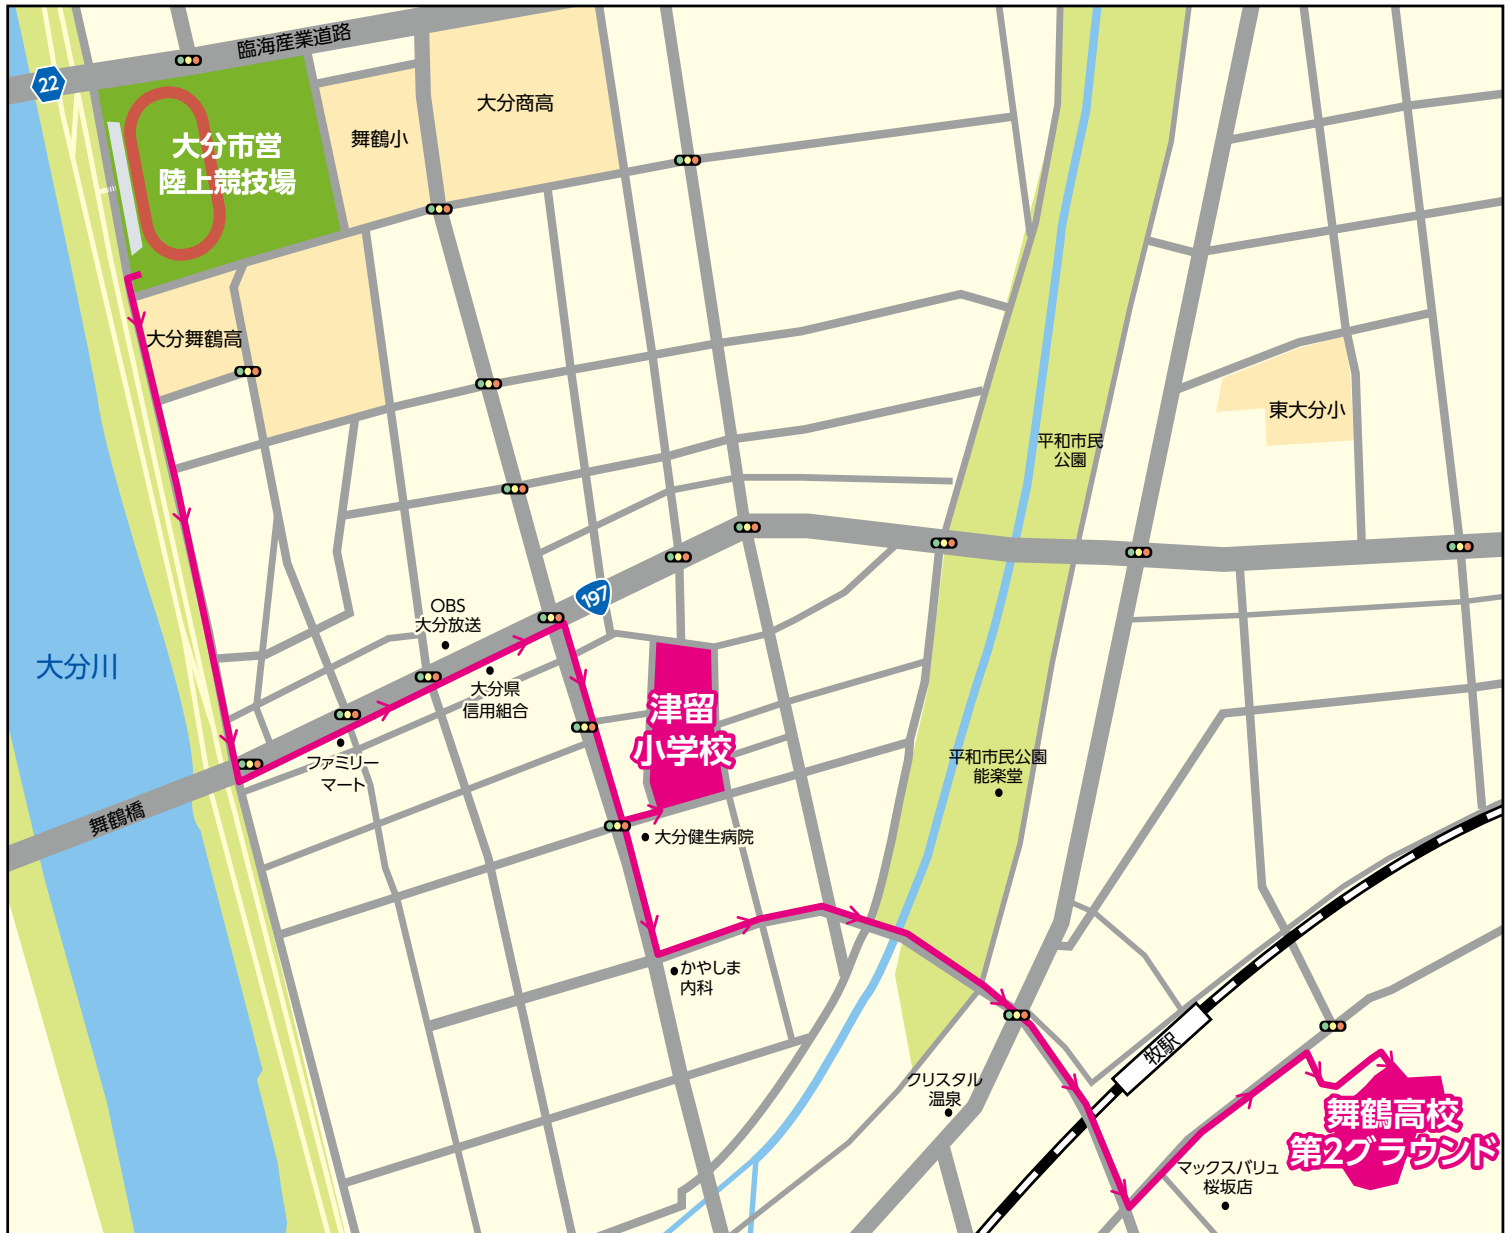 臨海産業道路
22
大分市営
陸上競技場
舞鶴小
大分商高
大分舞鶴高
東大分小
平和市民
公園
197
OBS
大分放送
大分川
大分県
信用組合
津留
小学校
ファミリー
マート
平和市民公園
能楽堂
舞鶴橋
大分健生病院
かやしま
内科
牧駅
クリスタル
温泉
舞鶴高校
第2グラウンド
マックスバリュ
桜坂店